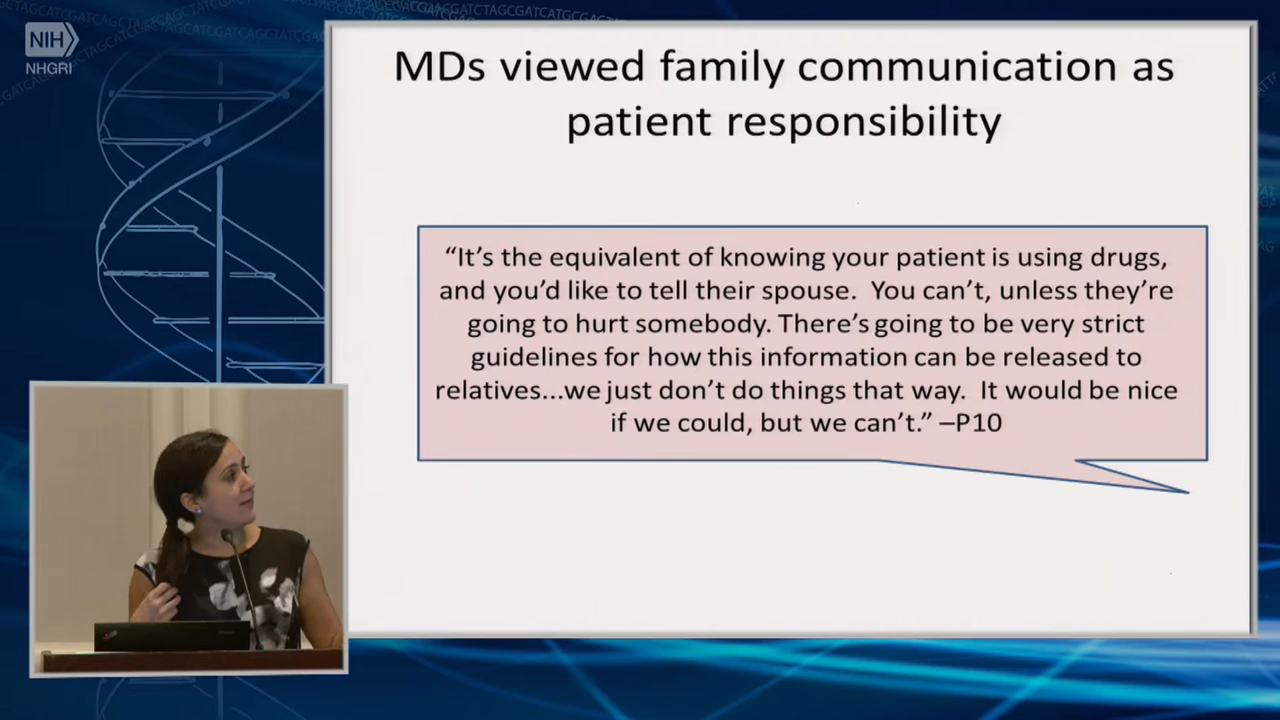 NIH
NHGRI
MDs viewed family communication as
patient responsibility
“It’s the equivalent of knowing your patient is using drugs,
and you’d like to tell their spouse.  You can’t, unless they’re
going to hurt somebody. There’s going to be very strict
guidelines for how this information can be released to
relatives...we just don’t do things that way.  It would be nice
if we could, but we can’t.” –P10